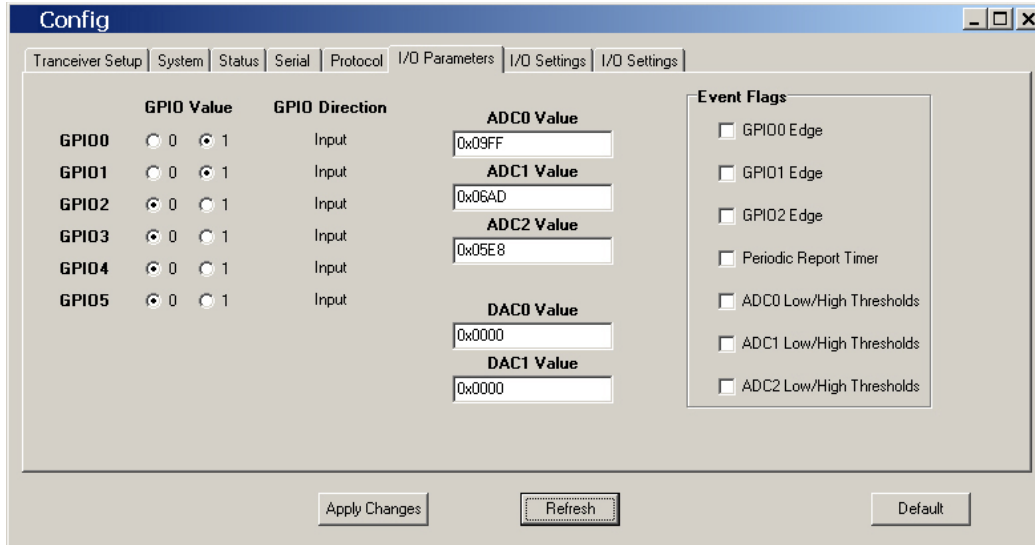 Config
Tranceiver Setup System Status Serial Protocol I/O Parameters I/O Settings I/O Settings
GPIO Value GPIO Direction
GPIO0 0 1 Input
GPIO1 0 1 Input
GPIO2 0 1 Input
GPIO3 0 1 Input
GPIO4 0 1 Input
GPIO5 0 1 Input
ADC0 Value
0x09FF
ADC1 Value
0x06AD
ADC2 Value
0x05E8
DAC0 Value
0x0000
DAC1 Value
0x0000
Event Flags
GPIO0 Edge
GPIO1 Edge
GPIO2 Edge
Periodic Report Timer
ADC0 Low/High Thresholds
ADC1 Low/High Thresholds
ADC2 Low/High Thresholds
Apply Changes Refresh Default